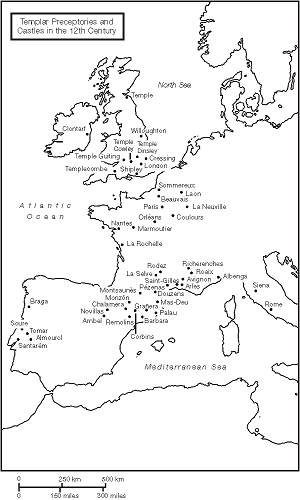 Templar Preceptories and
Castles in the 12th Century
North Sea
Temple
Clontarf
Willoughton
Temple
Cowley
Temple
Dinsley
Temple Guiting
Cressing
London
Templecombe
Shipley
Sommereux
Beauvais
Laon
Paris
La Neuville
Orléans
Coulours
Atlantic
Ocean
Nantes
Marmoutier
La Rochelle
Rodez
Richerenches
La Selve
Roaix
Saint-Gilles
Avignon
Albenga
Montsaunès
Pézenas
Arles
Siena
Douzens
Monzón
Mas-Deu
Braga
Chalamera
Grañera
Rome
Novillas
Palau
Soure
Ambel
Remolins
Barbara
Tomar
Almourol
Corbins
Santarém
Mediterranean Sea
0 250 km 500 km
0 150 miles 300 miles